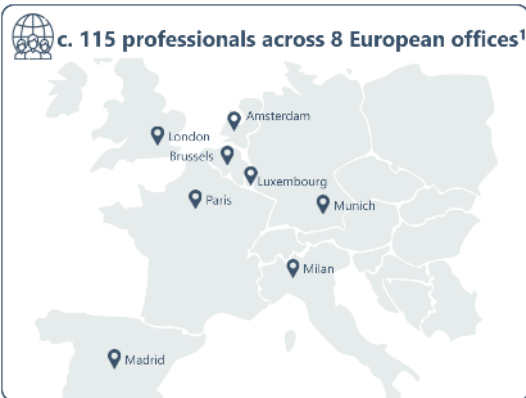 c. 115 professionals across 8 European offices¹
Amsterdam
London
Brussels
Luxembourg
Paris
Munich
Milan
Madrid